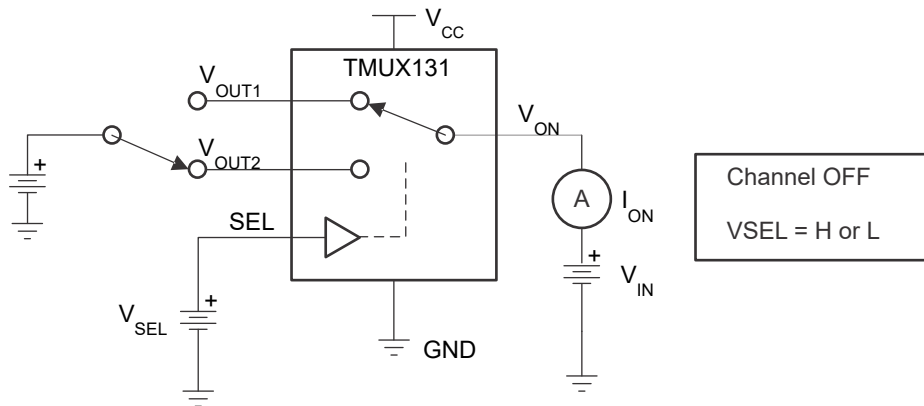 VCC
TMUX131
VOUT1
VON
+
VOUT2
A
ION
SEL
+
VIN
+
VSEL
GND
Channel OFF
VSEL = H or L